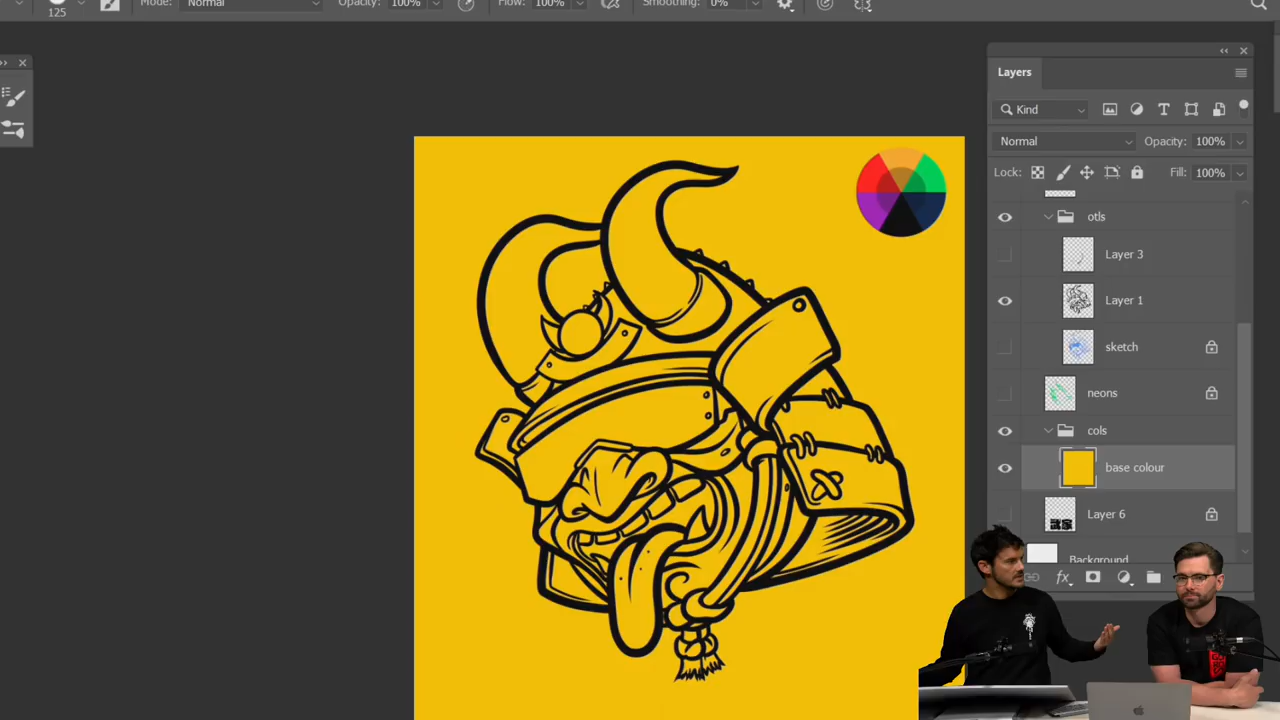 125
Mode: Normal
Opacity: 100%
Flow: 100%
Smoothing: 0%
Layers
Kind
Normal
Opacity: 100%
Lock:
Fill: 100%
otls
Layer 3
Layer 1
sketch
neons
cols
base colour
Layer 6
Background
fx